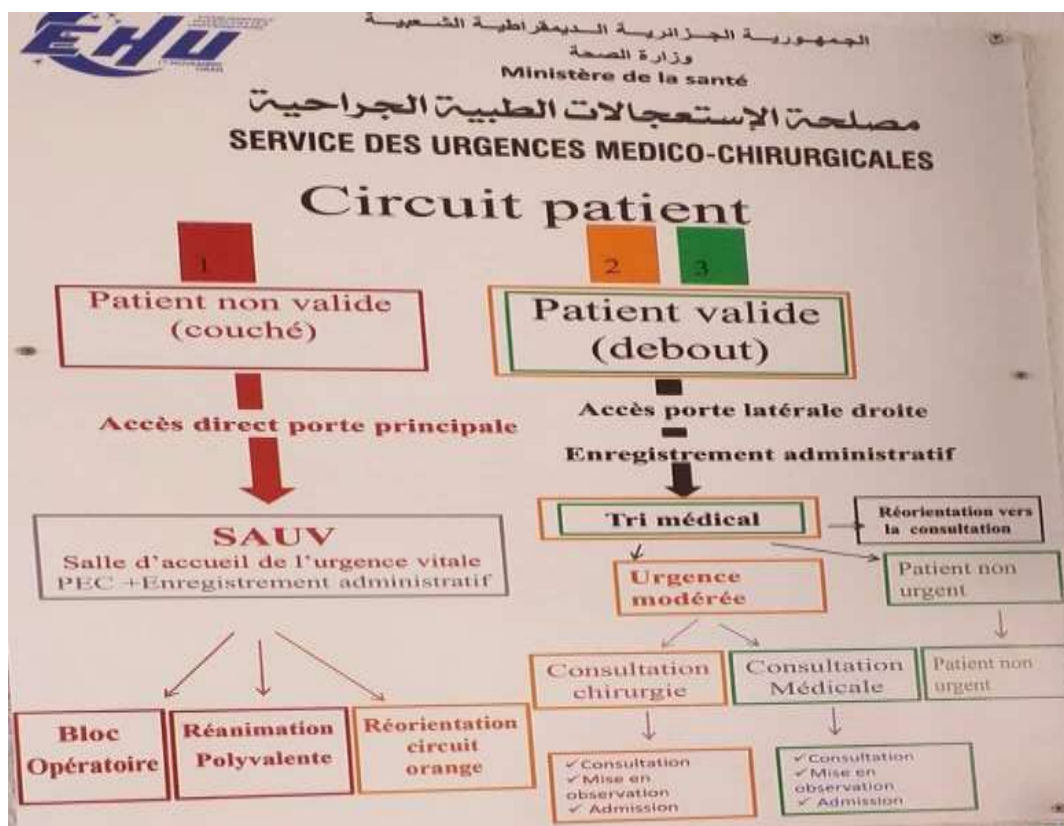 EHU
الجمهورية الجزائرية الديمقراطية الشعبية
وزارة الصحة
Ministère de la santé
مصلحة الإستعجالات الطبية الجراحية
SERVICE DES URGENCES MEDICO-CHIRURGICALES
Circuit patient
1
Patient non valide
(couché)
Accès direct porte principale
SAUV
Salle d'accueil de l'urgence vitale
PEC +Enregistrement administratif
Bloc
Opératoire
Réanimation
Polyvalente
Réorientation
circuit
orange
2
3
Patient valide
(debout)
Accès porte latérale droite
Enregistrement administratif
Tri médical
Réorientation vers
la consultation
Urgence
modérée
Patient non
urgent
Consultation
chirurgie
Consultation
Médicale
Patient non
urgent
✓Consultation
✓Mise en
observation
✓ Admission
✓Consultation
✓ Mise en
observation
✓ Admission